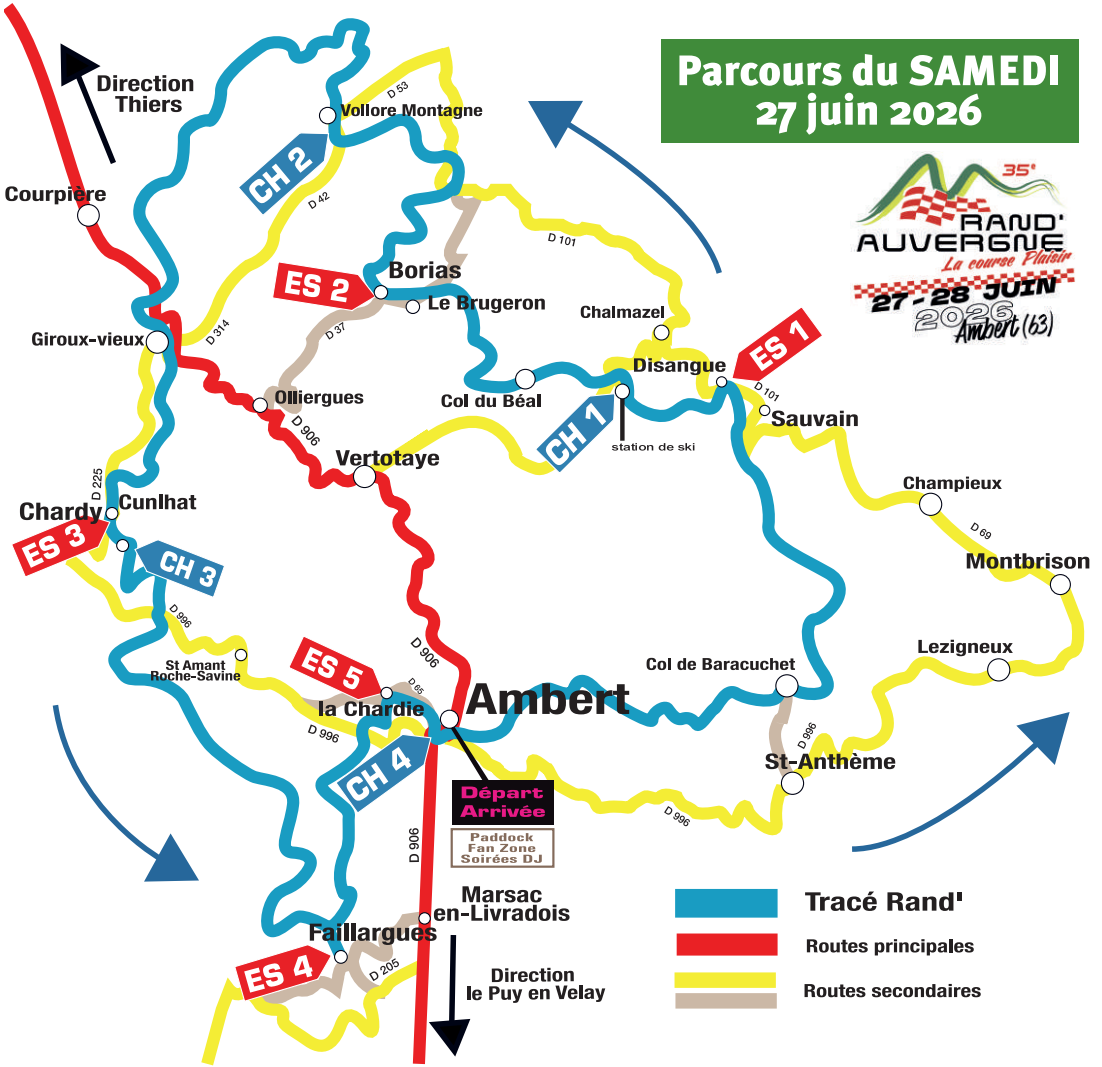 Parcours du SAMEDI
27 juin 2026
35e
RAND'
AUVERGNE
La course Plaisir
27-28 JUIN
2026
Ambert (63)
Direction
Thiers
D 53
Vollore Montagne
CH 2
D 42
Courpière
D 101
ES 2
Borias
Le Brugeron
Chalmazel
ES 1
Giroux-vieux
D 314
D 37
Disangue
D 101
Olliergues
Col du Béal
CH 1
Sauvain
D 906
station de ski
Vertotaye
D 225
Champieux
Chardy
Cunlhat
ES 3
CH 3
D 69
Montbrison
D 996
St Amant
Roche-Savine
D 906
Lezigneux
Col de Baracuchet
ES 5
D 65
la Chardie
Ambert
D 996
D 996
CH 4
St-Anthème
Départ
Arrivée
D 996
Paddock
Fan Zone
Soirées DJ
D 906
Marsac
en-Livradois
Faillargues
ES 4
D 205
Direction
le Puy en Velay
Tracé Rand'
Routes principales
Routes secondaires